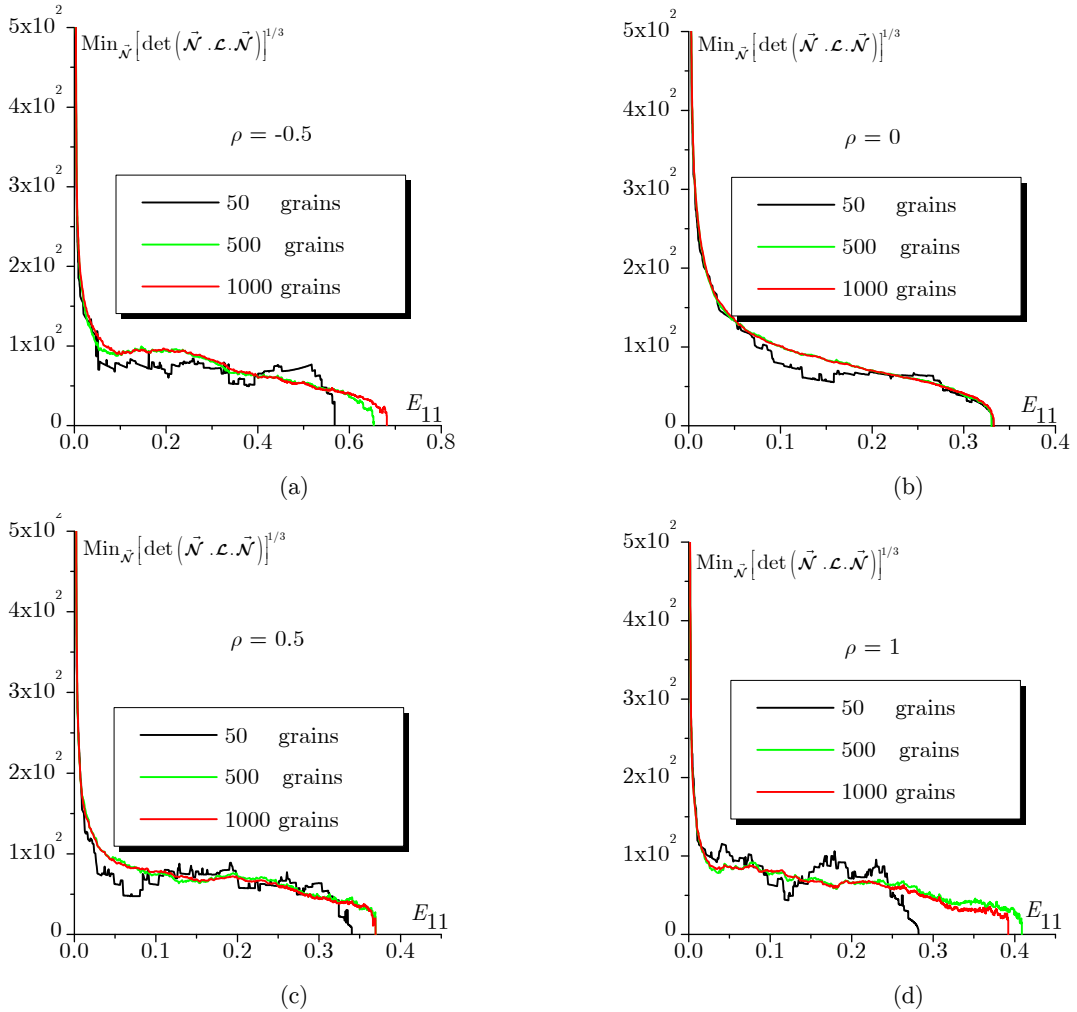 5x10²
Min_𝒩⃗ [det(𝒩⃗ .𝓛.𝒩⃗)]^1/3
4x10²
ρ = -0.5
3x10²
50 grains
500 grains
2x10²
1000 grains
1x10²
E₁₁
0
0.0 0.2 0.4 0.6 0.8
(a)
5x10²
Min_𝒩⃗ [det(𝒩⃗ .𝓛.𝒩⃗)]^1/3
4x10²
ρ = 0
3x10²
50 grains
500 grains
2x10²
1000 grains
1x10²
E₁₁
0
0.0 0.1 0.2 0.3 0.4
(b)
5x10²
Min_𝒩⃗ [det(𝒩⃗ .𝓛.𝒩⃗)]^1/3
4x10²
ρ = 0.5
3x10²
50 grains
500 grains
2x10²
1000 grains
1x10²
E₁₁
0
0.0 0.1 0.2 0.3 0.4
(c)
5x10²
Min_𝒩⃗ [det(𝒩⃗ .𝓛.𝒩⃗)]^1/3
4x10²
ρ = 1
3x10²
50 grains
500 grains
2x10²
1000 grains
1x10²
E₁₁
0
0.0 0.1 0.2 0.3 0.4
(d)